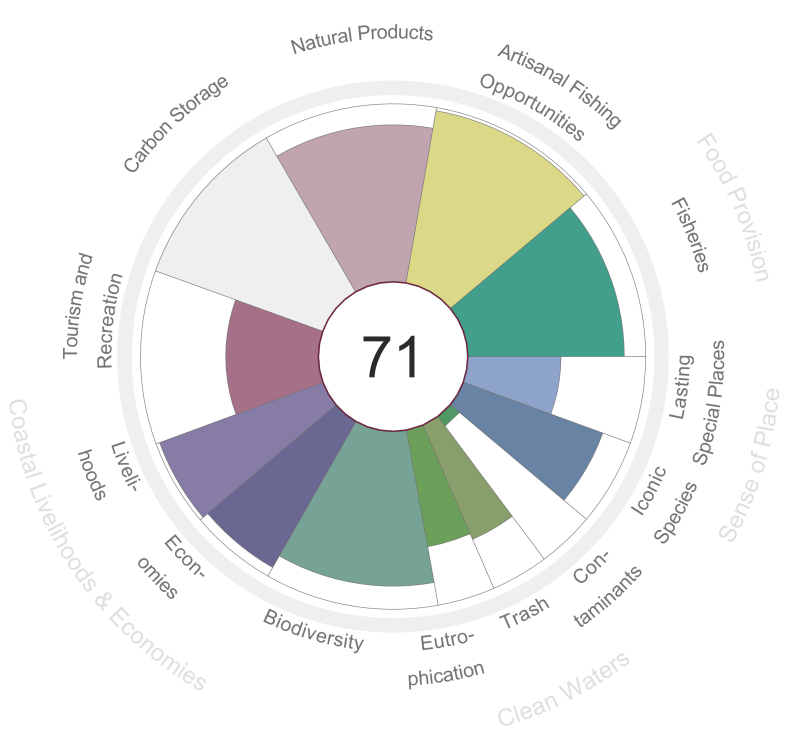 Natural Products
Artisanal Fishing
Opportunities
Food Provision
Fisheries
Lasting
Special Places
Sense of Place
Iconic
Species
Con-
taminants
Trash
Clean Waters
Eutro-
phication
Biodiversity
Econ-
omies
Coastal Livelihoods & Economies
Liveli-
hoods
Tourism and
Recreation
Carbon Storage
71